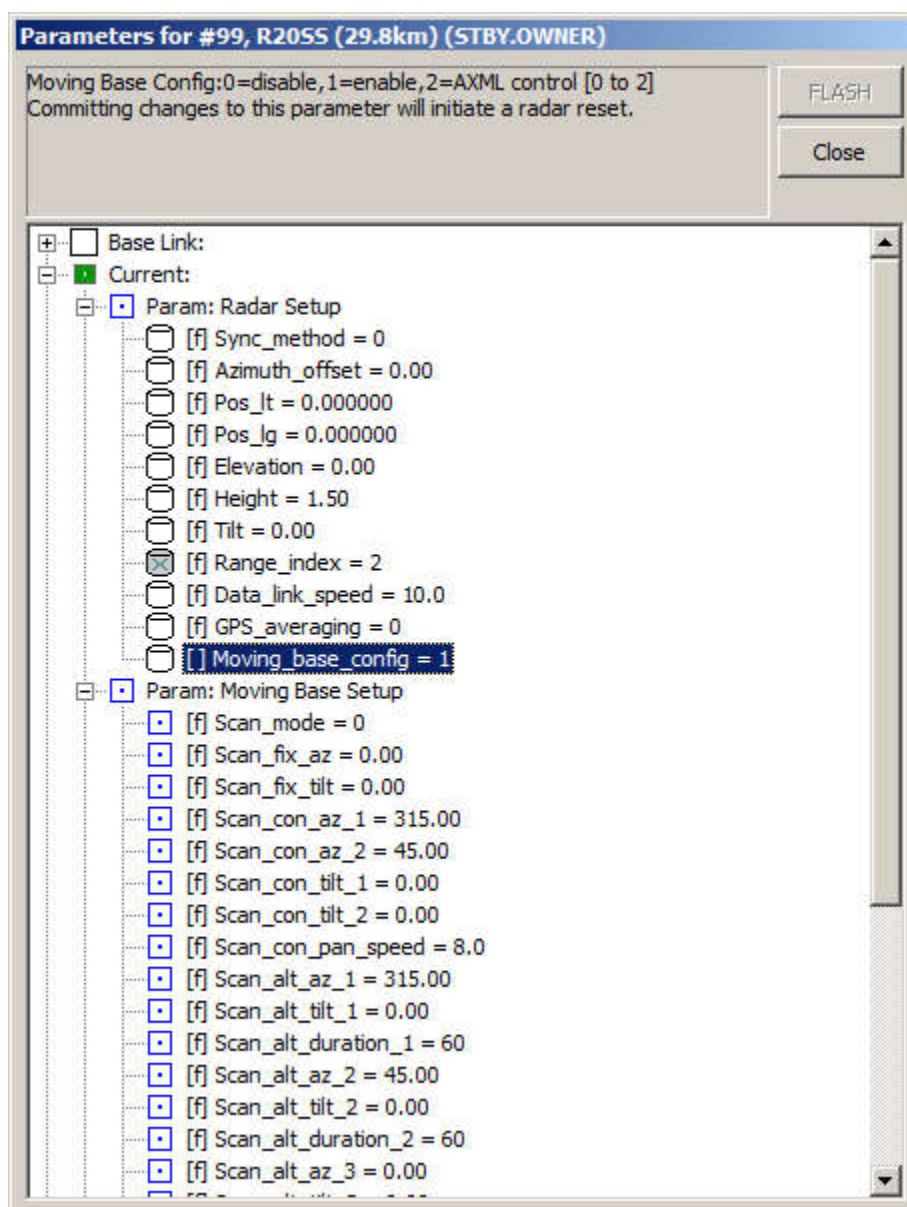 Parameters for #99, R20SS (29.8km) (STBY.OWNER)
Moving Base Config:0=disable,1=enable,2=AXML control [0 to 2]
Committing changes to this parameter will initiate a radar reset.
FLASH
Close
Base Link:
Current:
Param: Radar Setup
[f] Sync_method = 0
[f] Azimuth_offset = 0.00
[f] Pos_lt = 0.000000
[f] Pos_lg = 0.000000
[f] Elevation = 0.00
[f] Height = 1.50
[f] Tilt = 0.00
[f] Range_index = 2
[f] Data_link_speed = 10.0
[f] GPS_averaging = 0
[ ] Moving_base_config = 1
Param: Moving Base Setup
[f] Scan_mode = 0
[f] Scan_fix_az = 0.00
[f] Scan_fix_tilt = 0.00
[f] Scan_con_az_1 = 315.00
[f] Scan_con_az_2 = 45.00
[f] Scan_con_tilt_1 = 0.00
[f] Scan_con_tilt_2 = 0.00
[f] Scan_con_pan_speed = 8.0
[f] Scan_alt_az_1 = 315.00
[f] Scan_alt_tilt_1 = 0.00
[f] Scan_alt_duration_1 = 60
[f] Scan_alt_az_2 = 45.00
[f] Scan_alt_tilt_2 = 0.00
[f] Scan_alt_duration_2 = 60
[f] Scan_alt_az_3 = 0.00